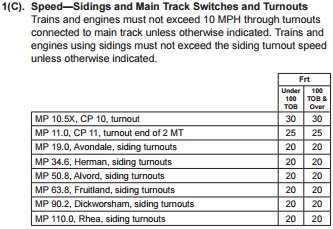 1(C). Speed—Sidings and Main Track Switches and Turnouts
Trains and engines must not exceed 10 MPH through turnouts
connected to main track unless otherwise indicated. Trains and
engines using sidings must not exceed the siding turnout speed
unless otherwise indicated.
Frt
Under 100
100 TOB &
TOB Over
MP 10.5X, CP 10, turnout 30 30
MP 11.0, CP 11, turnout end of 2 MT 25 25
MP 19.0, Avondale, siding turnouts 20 20
MP 34.6, Herman, siding turnouts 20 20
MP 50.8, Alvord, siding turnouts 20 20
MP 63.8, Fruitland, siding turnouts 20 20
MP 90.2, Dickworsham, siding turnouts 20 20
MP 110.0, Rhea, siding turnouts 20 20